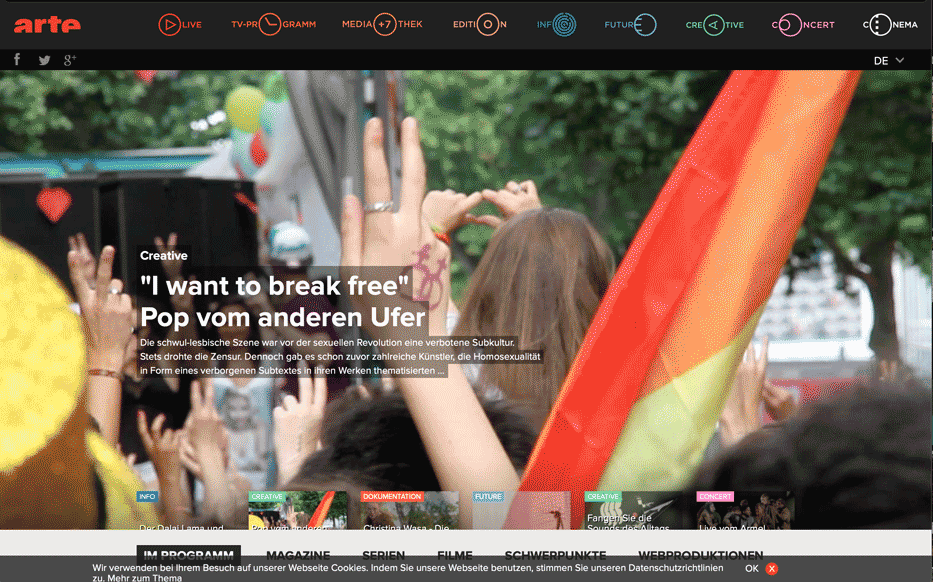 arte
LIVE
TV-PROGRAMM
MEDIA +7 THEK
EDITION
INFO
FUTURE
CREATIVE
CONCERT
CINEMA
f g+
DE
Creative
"I want to break free"
Pop vom anderen Ufer
Die schwul-lesbische Szene war vor der sexuellen Revolution eine verbotene Subkultur.
Stets drohte die Zensur. Dennoch gab es schon zuvor zahlreiche Künstler, die Homosexualität
in Form eines verborgenen Subtextes in ihren Werken thematisierten ...
INFO
Der Dalai Lama und
CREATIVE
Pop vom anderen
DOKUMENTATION
Christina Wasa - Die
FUTURE
CREATIVE
Fangen Sie die
Sounds des Alltags
CONCERT
Live vom Armel
IM PROGRAMM
MAGAZINE
SERIEN
FILME
SCHWERPUNKTE
WEBPRODUKTIONEN
Wir verwenden bei Ihrem Besuch auf unserer Webseite Cookies. Indem Sie unsere Webseite benutzen, stimmen Sie unseren Datenschutzrichtlinien
zu. Mehr zum Thema
OK X